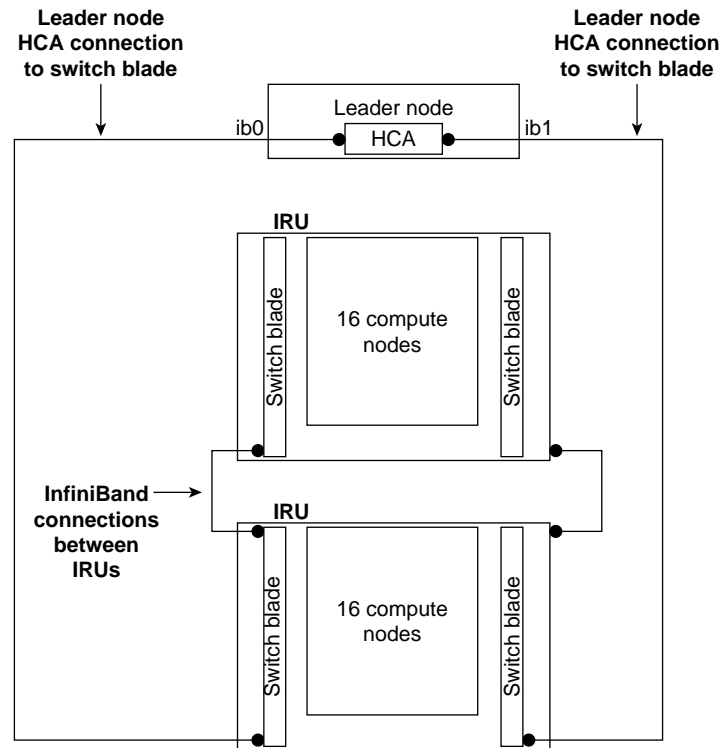 Leader node
HCA connection
to switch blade
Leader node
HCA connection
to switch blade
Leader node
ib0
HCA
ib1
IRU
Switch blade
16 compute
nodes
Switch blade
InfiniBand
connections
between
IRUs
IRU
Switch blade
16 compute
nodes
Switch blade